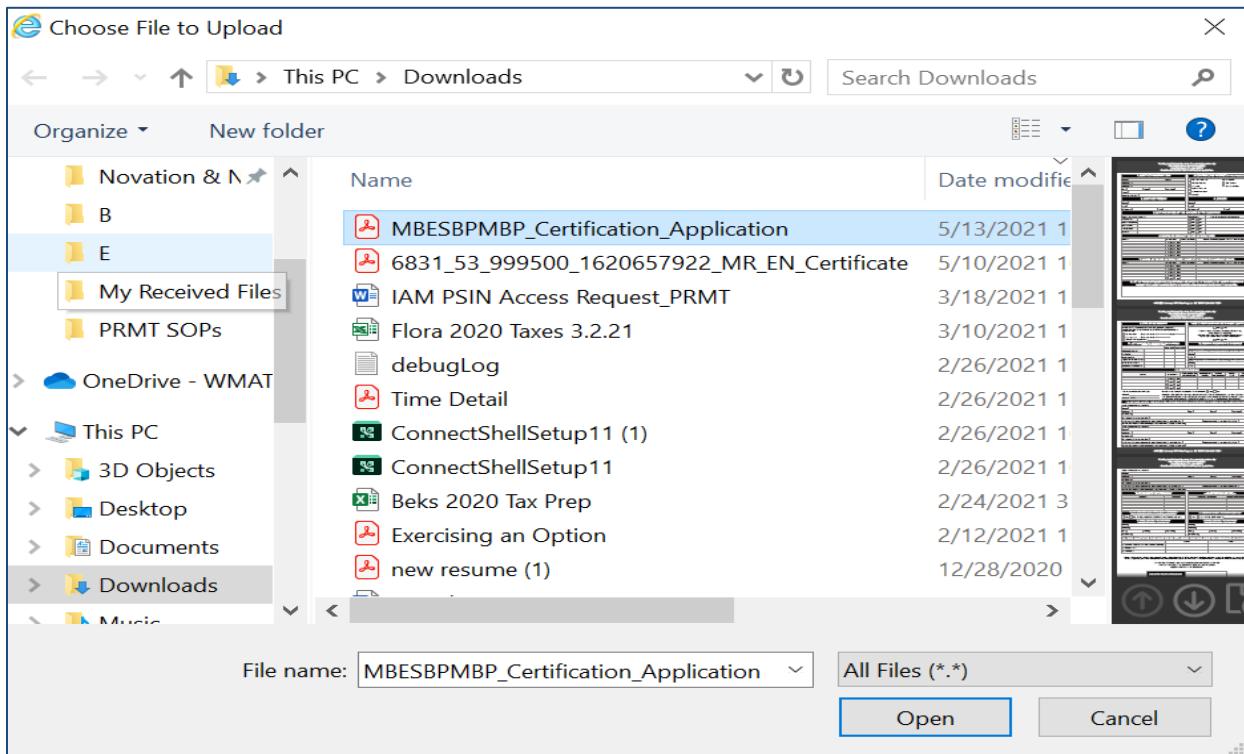 Choose File to Upload
This PC > Downloads
Search Downloads
Organize
New folder
Novation & N
B
E
My Received Files
PRMT SOPs
OneDrive - WMAT
This PC
3D Objects
Desktop
Documents
Downloads
Music
Name Date modifie
MBESBPMBP_Certification_Application 5/13/2021 1
6831_53_999500_1620657922_MR_EN_Certificate 5/10/2021 1
IAM PSIN Access Request_PRMT 3/18/2021 1
Flora 2020 Taxes 3.2.21 3/10/2021 1
debugLog 2/26/2021 1
Time Detail 2/26/2021 1
ConnectShellSetup11 (1) 2/26/2021 1
ConnectShellSetup11 2/26/2021 1
Beks 2020 Tax Prep 2/24/2021 3
Exercising an Option 2/12/2021 1
new resume (1) 12/28/2020
File name: MBESBPMBP_Certification_Application All Files (*.*)
Open Cancel